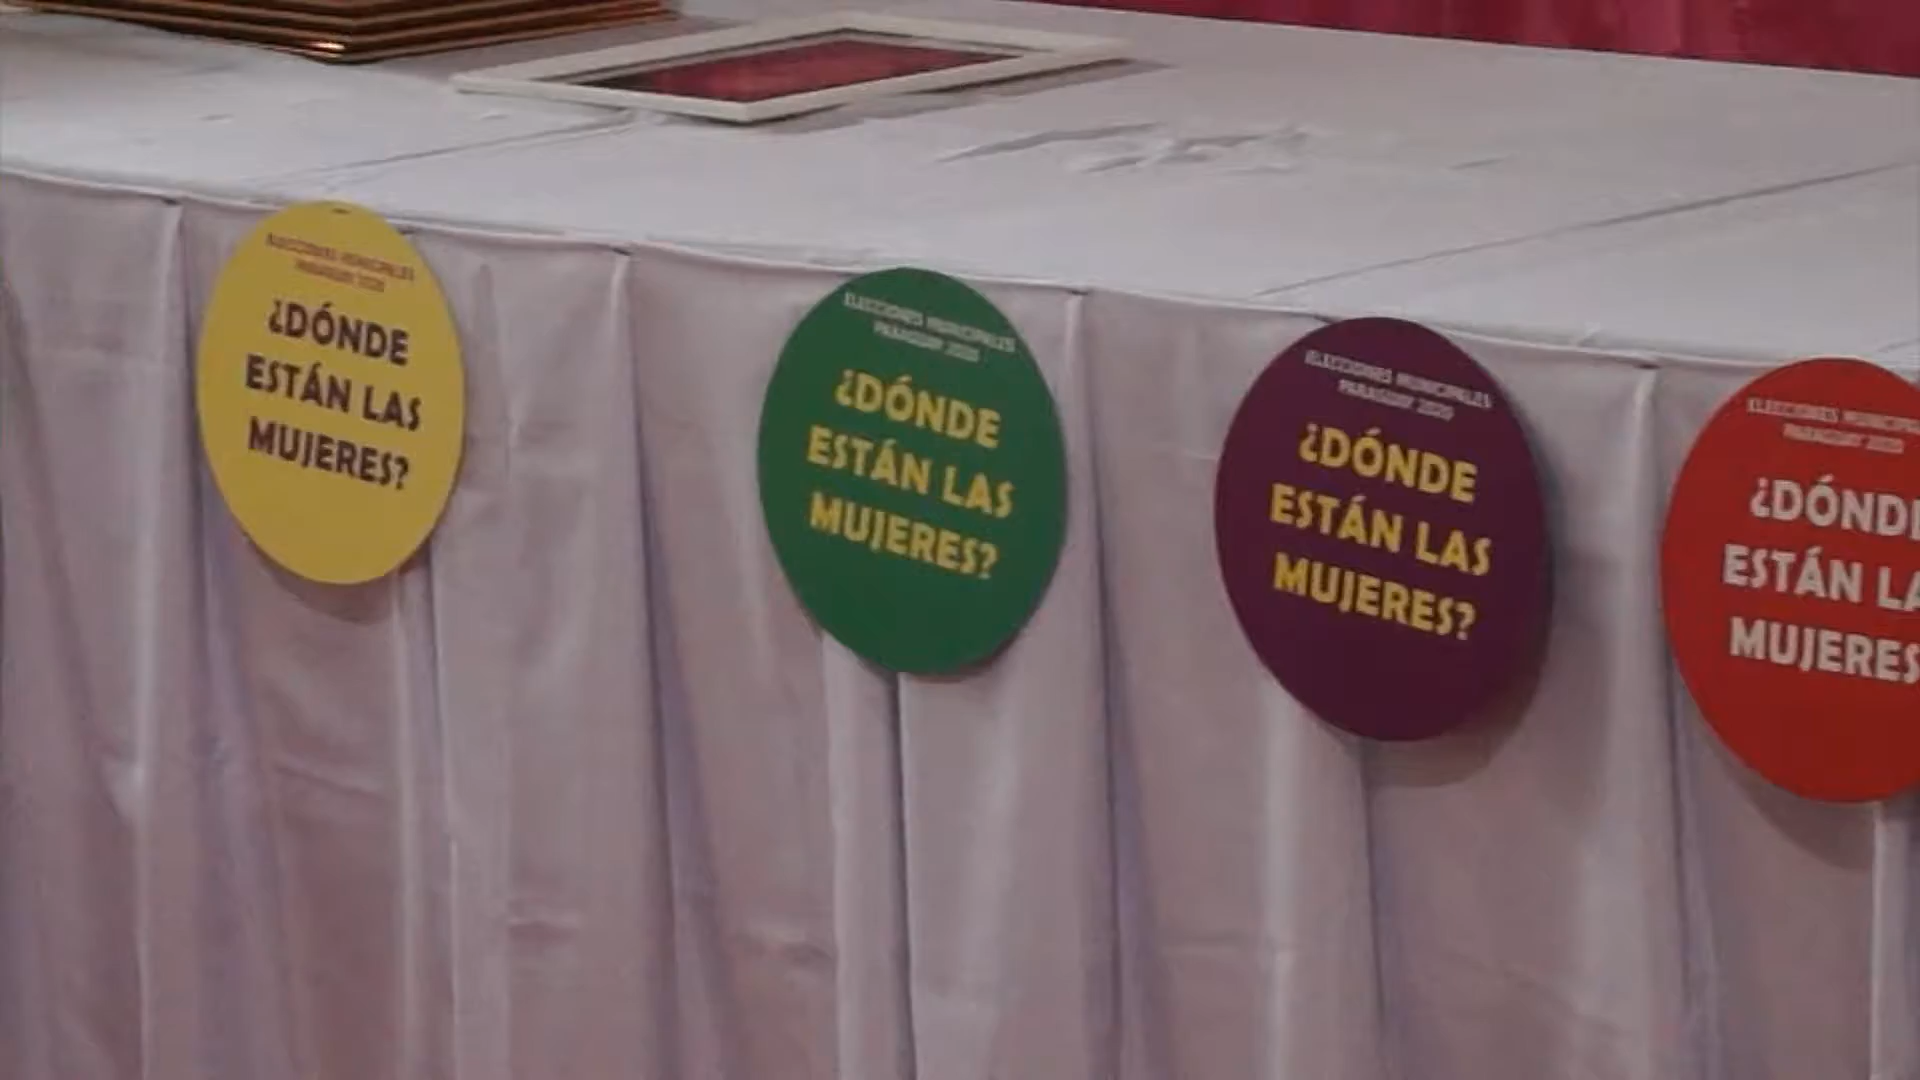 ELECCIONES MUNICIPALES
PARAGUAY 2020
¿DÓNDE
ESTÁN LAS
MUJERES?
ELECCIONES MUNICIPALES
PARAGUAY 2020
¿DÓNDE
ESTÁN LAS
MUJERES?
ELECCIONES MUNICIPALES
PARAGUAY 2020
¿DÓNDE
ESTÁN LAS
MUJERES?
ELECCIONES MUNICIPALES
PARAGUAY 2020
¿DÓNDE
ESTÁN LA
MUJERES